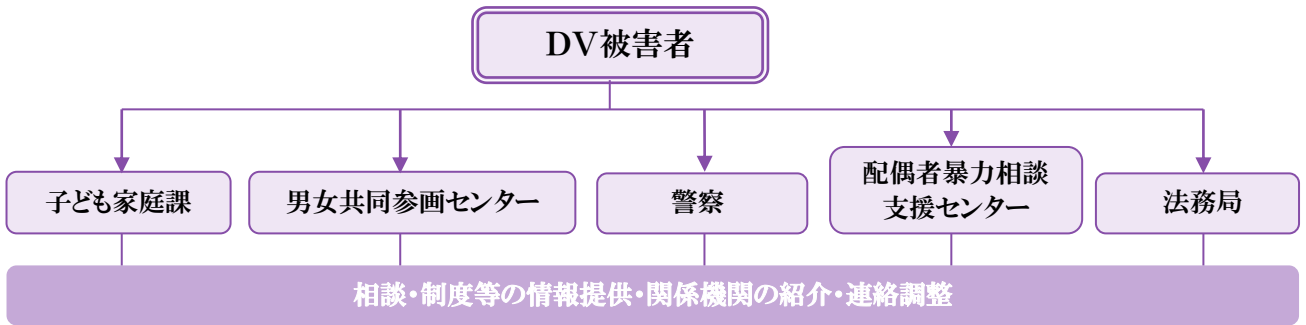 DV被害者
子ども家庭課
男女共同参画センター
警察
配偶者暴力相談
支援センター
法務局
相談･制度等の情報提供･関係機関の紹介･連絡調整